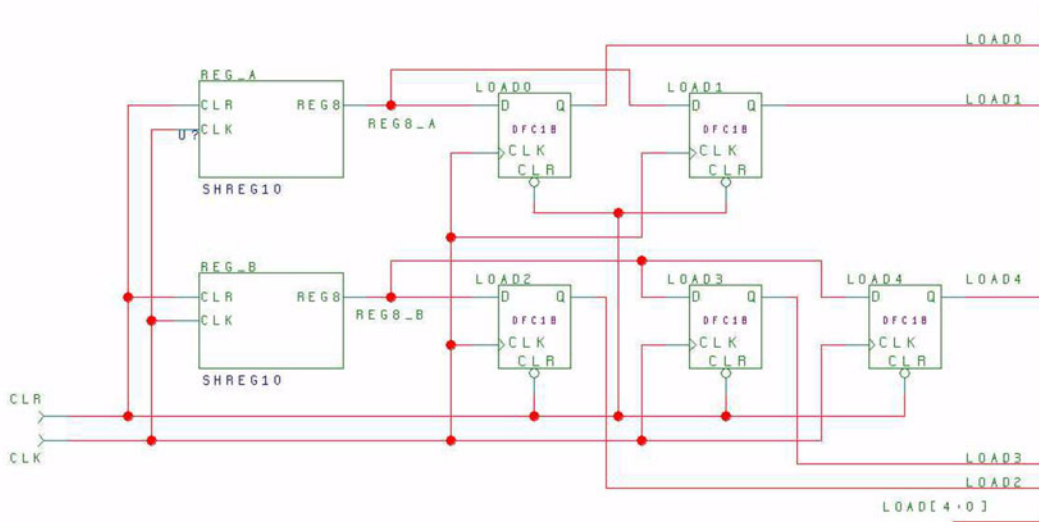 LOAD0
REG_A
LOAD0
LOAD1
CLR
REG8
D
Q
D
Q
LOAD1
REG8_A
U?
CLK
DFC1B
DFC1B
CLK
CLK
CLR
CLR
SHREG10
REG_B
LOAD2
LOAD3
LOAD4
LOAD4
CLR
REG8
D
Q
D
Q
D
Q
REG8_B
CLK
DFC1B
DFC1B
DFC1B
CLK
CLK
CLK
CLR
CLR
CLR
SHREG10
CLR
CLK
LOAD3
LOAD2
LOAD[4:0]